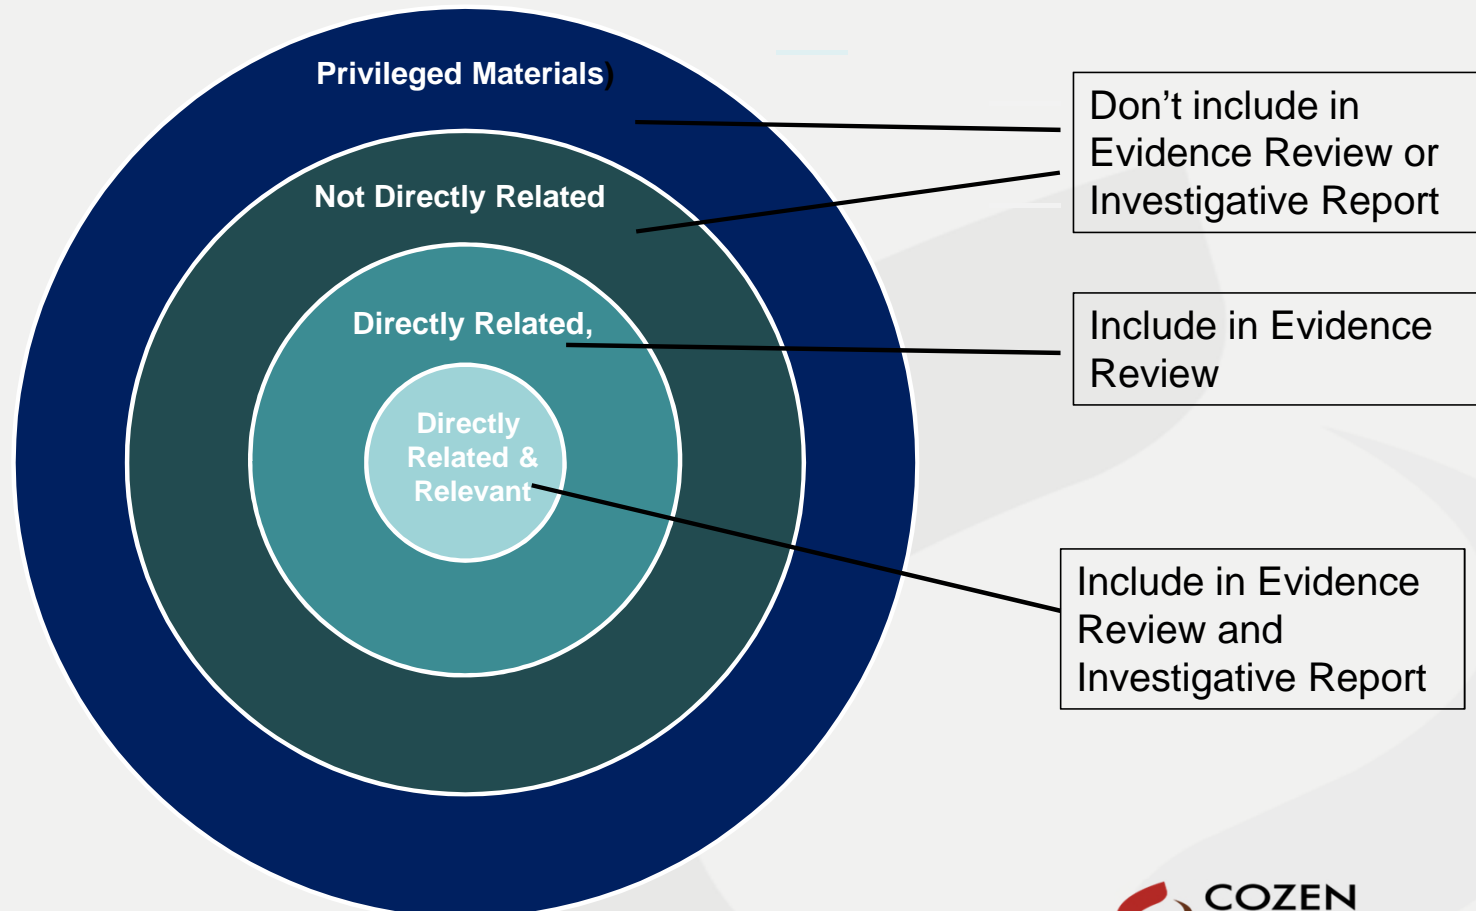 Privileged Materials)
Not Directly Related
Directly Related,
Directly
Related &
Relevant
Don’t include in
Evidence Review or
Investigative Report
Include in Evidence
Review
Include in Evidence
Review and
Investigative Report
COZEN